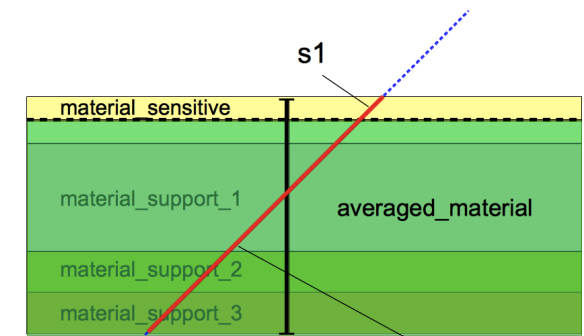 s1
material_sensitive
material_support_1
averaged_material
material_support_2
material_support_3